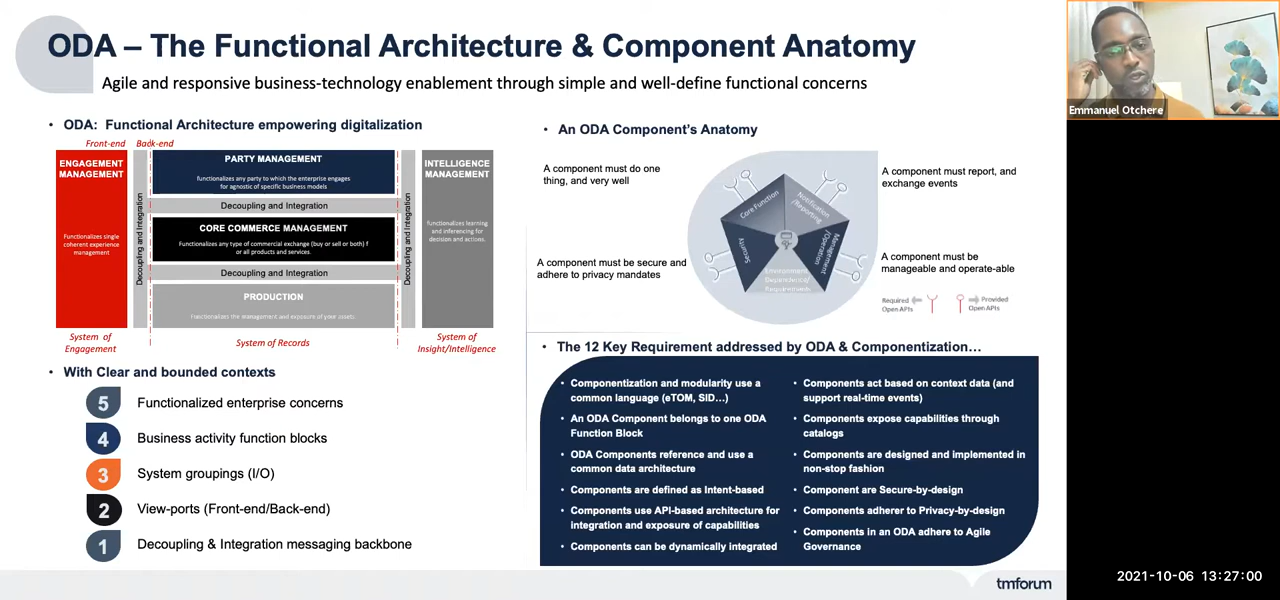 ODA – The Functional Architecture & Component Anatomy
Agile and responsive business-technology enablement through simple and well-define functional concerns
• ODA: Functional Architecture empowering digitalization
Front-end Back-end
ENGAGEMENT
MANAGEMENT
Functionalizes single
coherent experience
management
Decoupling and Integration
PARTY MANAGEMENT
functionalizes any party to which the enterprise engages
for agnostic of specific business models
Decoupling and Integration
CORE COMMERCE MANAGEMENT
Functionalizes any type of commercial exchange (buy or sell or both) f
or all products and services
Decoupling and Integration
PRODUCTION
Functionalizes the management and exposure of your assets.
Decoupling and Integration
INTELLIGENCE
MANAGEMENT
functionalizes learning
and inferencing for
decision and actions.
System of
Engagement
System of Records
System of
Insight/Intelligence
• With Clear and bounded contexts
5 Functionalized enterprise concerns
4 Business activity function blocks
3 System groupings (I/O)
2 View-ports (Front-end/Back-end)
1 Decoupling & Integration messaging backbone
• An ODA Component's Anatomy
A component must do one
thing, and very well
A component must report, and
exchange events
A component must be secure and
adhere to privacy mandates
A component must be
manageable and operate-able
Core Function
Notification
/Reporting
Security
Management
/Operation
Environment
Dependencies/
Requirements
Required
Open APIs
Provided
Open APIs
• The 12 Key Requirement addressed by ODA & Componentization…
• Componentization and modularity use a
common language (eTOM, SID…)
• An ODA Component belongs to one ODA
Function Block
• ODA Components reference and use a
common data architecture
• Components are defined as Intent-based
• Components use API-based architecture for
integration and exposure of capabilities
• Components can be dynamically integrated
• Components act based on context data (and
support real-time events)
• Components expose capabilities through
catalogs
• Components are designed and implemented in
non-stop fashion
• Component are Secure-by-design
• Components adherer to Privacy-by-design
• Components in an ODA adhere to Agile
Governance
tmforum
Emmanuel Otchere
2021-10-06 13:27:00